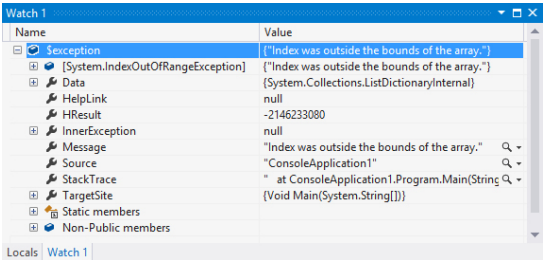 Watch 1
Name Value
$exception {"Index was outside the bounds of the array."}
[System.IndexOutOfRangeException] {"Index was outside the bounds of the array."}
Data {System.Collections.ListDictionaryInternal}
HelpLink null
HResult -2146233080
InnerException null
Message "Index was outside the bounds of the array."
Source "ConsoleApplication1"
StackTrace " at ConsoleApplication1.Program.Main(String
TargetSite {Void Main(System.String[])}
Static members
Non-Public members
Locals Watch 1